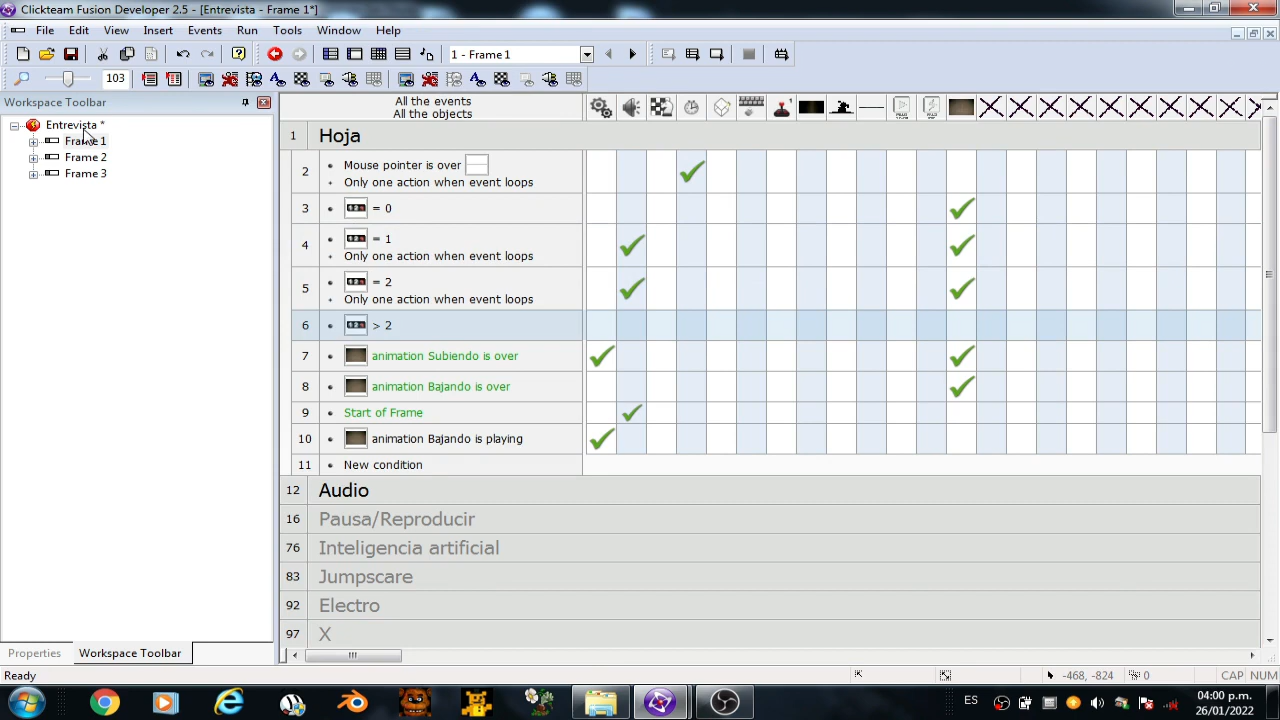 Clickteam Fusion Developer 2.5 - [Entrevista - Frame 1*]
File Edit View Insert Events Run Tools Window Help
1 - Frame 1
103
Workspace Toolbar
Entrevista *
Frame 1
Frame 2
Frame 3
All the events
All the objects
1 Hoja
2 Mouse pointer is over
+ Only one action when event loops
3 = 0
4 = 1
+ Only one action when event loops
5 = 2
+ Only one action when event loops
6 > 2
7 animation Subiendo is over
8 animation Bajando is over
9 Start of Frame
10 animation Bajando is playing
11 New condition
12 Audio
16 Pausa/Reproducir
76 Inteligencia artificial
83 Jumpscare
92 Electro
97 X
Properties Workspace Toolbar
Ready
-468, -824 0 CAP NUM
ES 04:00 p.m.
26/01/2022